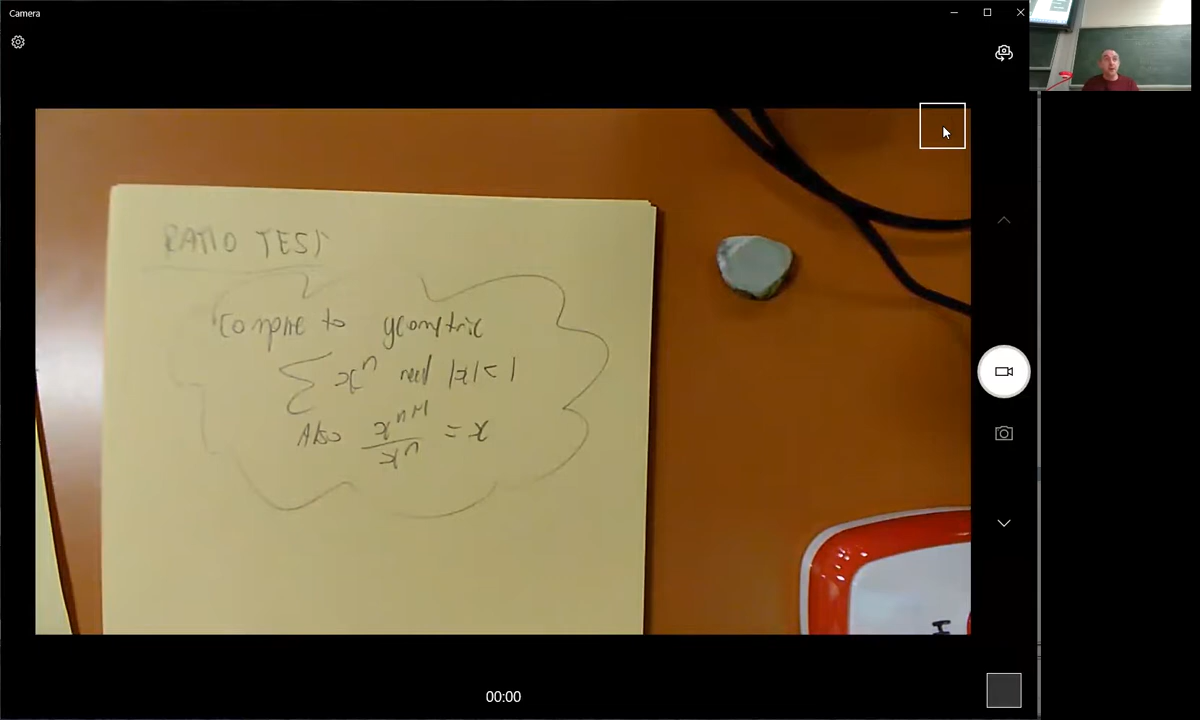 Camera
RATIO TEST
Compare to geometric
∑ xⁿ need |x| < 1
Also xⁿ⁺¹/xⁿ = x
H
00:00